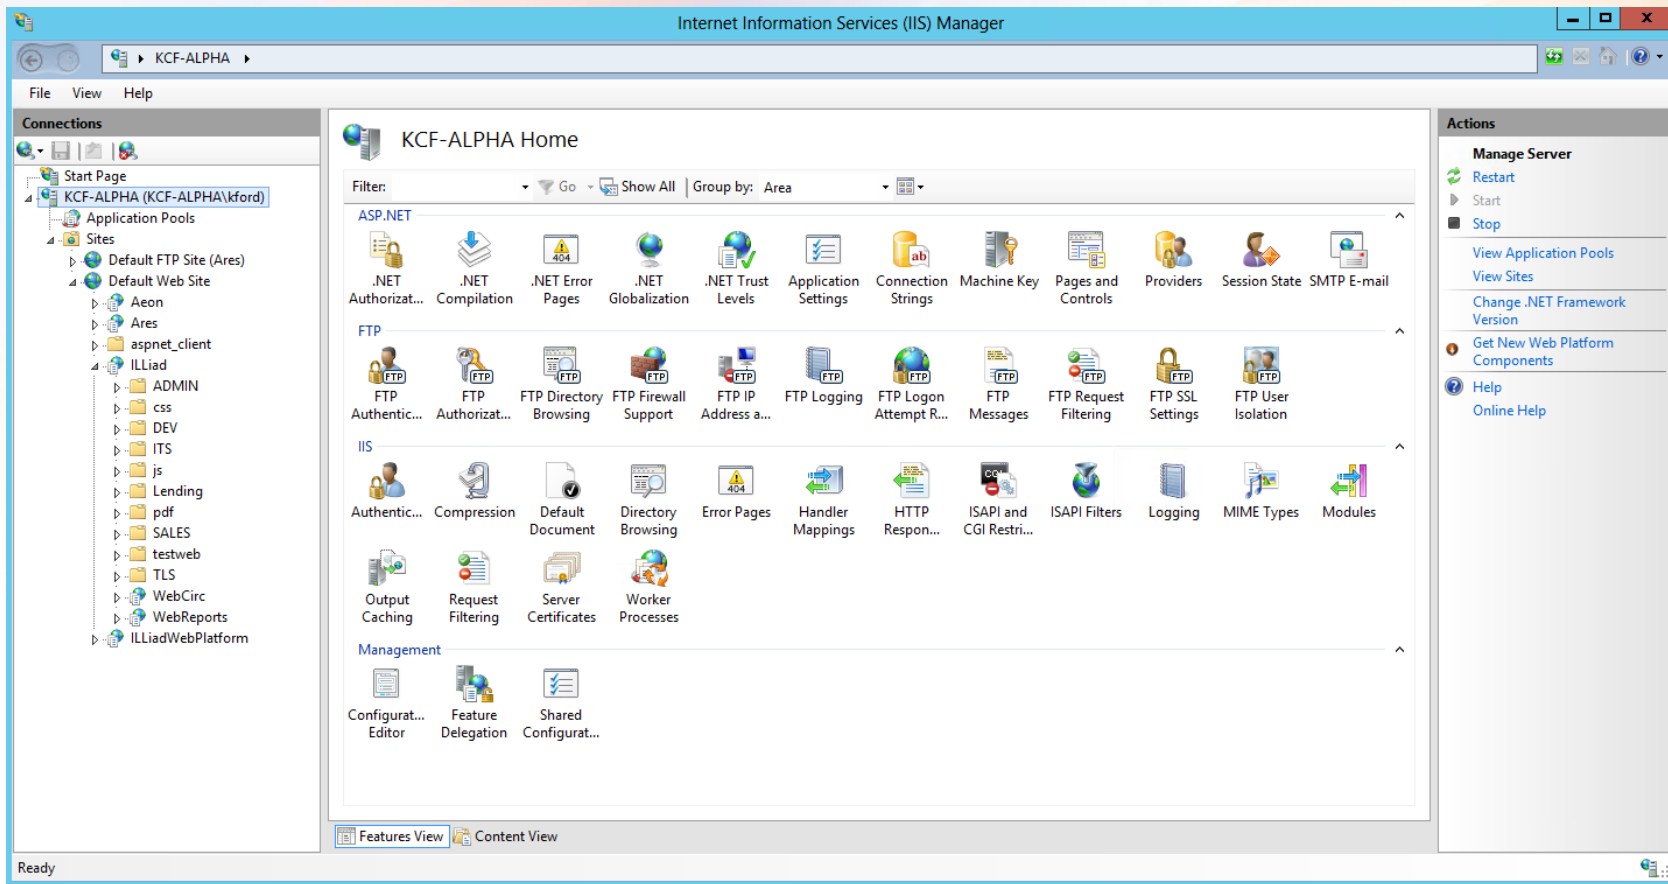 Internet Information Services (IIS) Manager
KCF-ALPHA
File View Help
Connections
Start Page
KCF-ALPHA (KCF-ALPHA\kford)
Application Pools
Sites
Default FTP Site (Ares)
Default Web Site
Aeon
Ares
aspnet_client
ILLiad
ADMIN
css
DEV
ITS
js
Lending
pdf
SALES
testweb
TLS
WebCirc
WebReports
ILLiadWebPlatform
KCF-ALPHA Home
Filter: Go Show All Group by: Area
ASP.NET
.NET Authorizat...
.NET Compilation
.NET Error Pages
.NET Globalization
.NET Trust Levels
Application Settings
Connection Strings
Machine Key
Pages and Controls
Providers
Session State
SMTP E-mail
FTP
FTP Authentic...
FTP Authorizat...
FTP Directory Browsing
FTP Firewall Support
FTP IP Address a...
FTP Logging
FTP Logon Attempt R...
FTP Messages
FTP Request Filtering
FTP SSL Settings
FTP User Isolation
IIS
Authentic...
Compression
Default Document
Directory Browsing
Error Pages
Handler Mappings
HTTP Respon...
ISAPI and CGI Restri...
ISAPI Filters
Logging
MIME Types
Modules
Output Caching
Request Filtering
Server Certificates
Worker Processes
Management
Configurat... Editor
Feature Delegation
Shared Configurat...
Features View Content View
Actions
Manage Server
Restart
Start
Stop
View Application Pools
View Sites
Change .NET Framework
Version
Get New Web Platform
Components
Help
Online Help
Ready